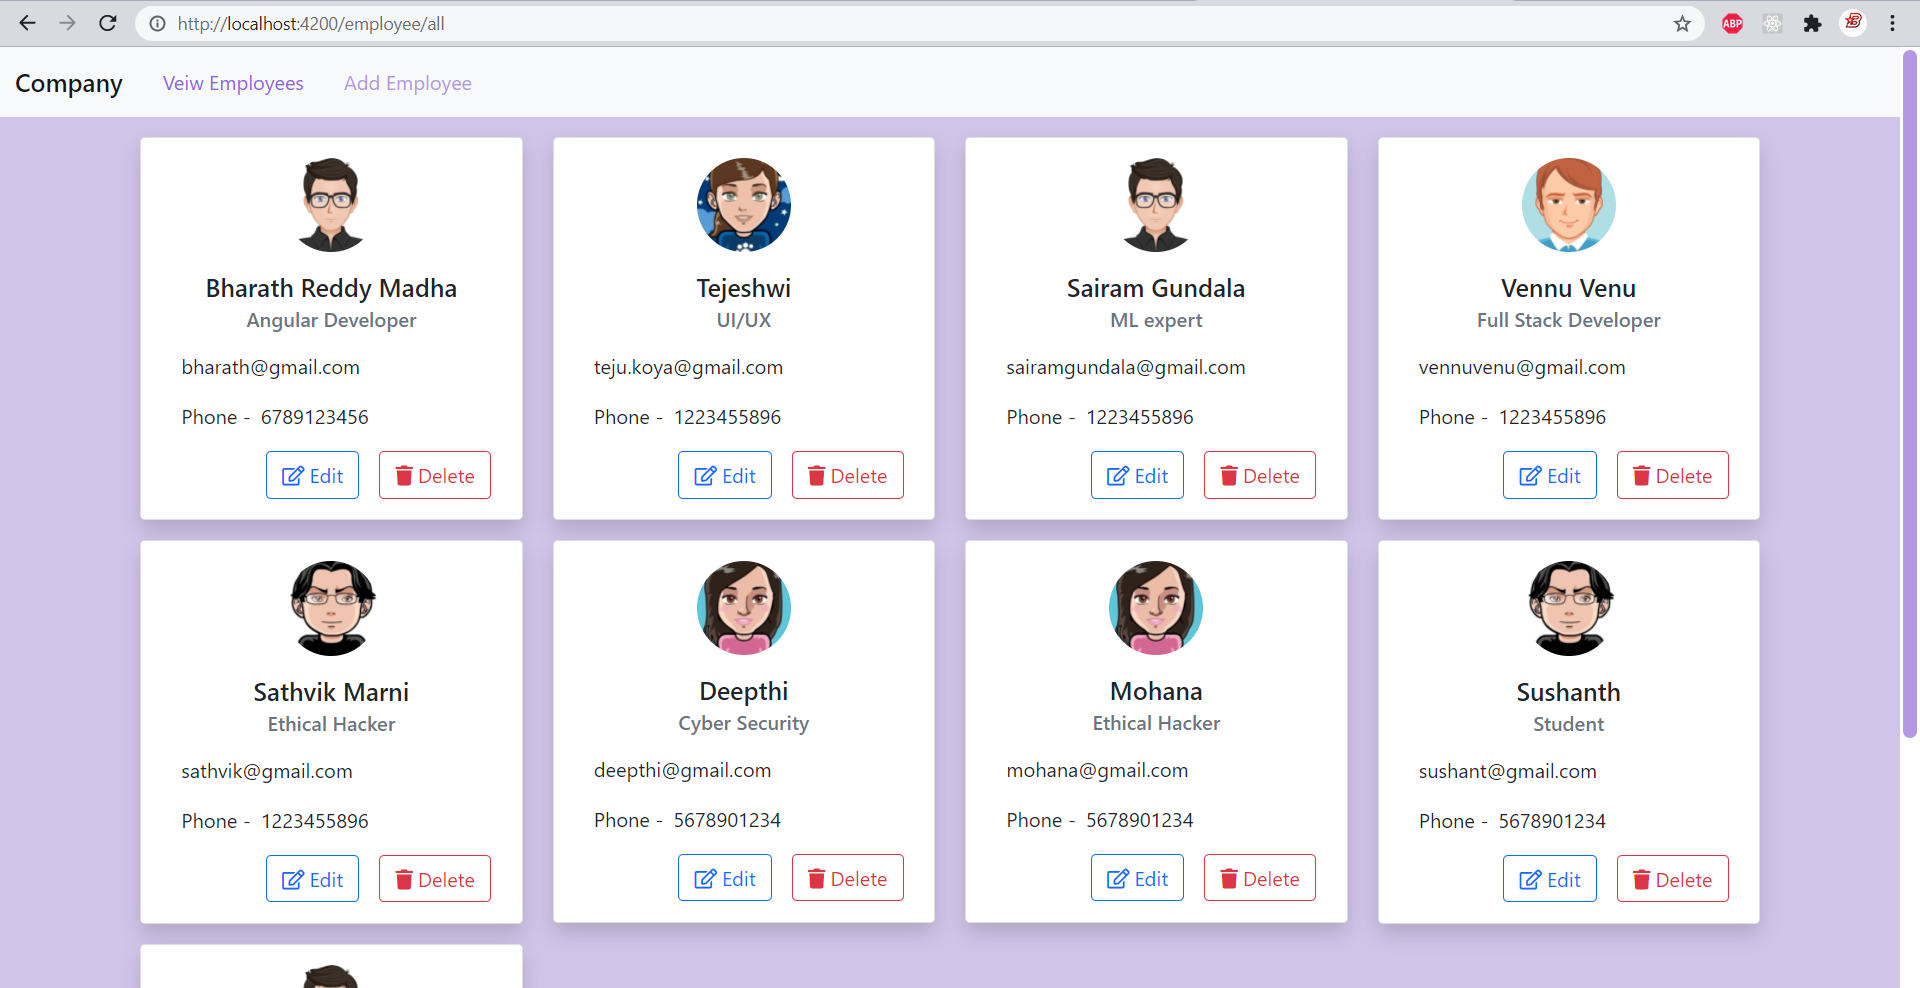 http://localhost:4200/employee/all
ABP
Company Veiw Employees Add Employee
Bharath Reddy Madha
Angular Developer
bharath@gmail.com
Phone - 6789123456
Edit Delete
Tejeshwi
UI/UX
teju.koya@gmail.com
Phone - 1223455896
Edit Delete
Sairam Gundala
ML expert
sairamgundala@gmail.com
Phone - 1223455896
Edit Delete
Vennu Venu
Full Stack Developer
vennuvenu@gmail.com
Phone - 1223455896
Edit Delete
Sathvik Marni
Ethical Hacker
sathvik@gmail.com
Phone - 1223455896
Edit Delete
Deepthi
Cyber Security
deepthi@gmail.com
Phone - 5678901234
Edit Delete
Mohana
Ethical Hacker
mohana@gmail.com
Phone - 5678901234
Edit Delete
Sushanth
Student
sushant@gmail.com
Phone - 5678901234
Edit Delete